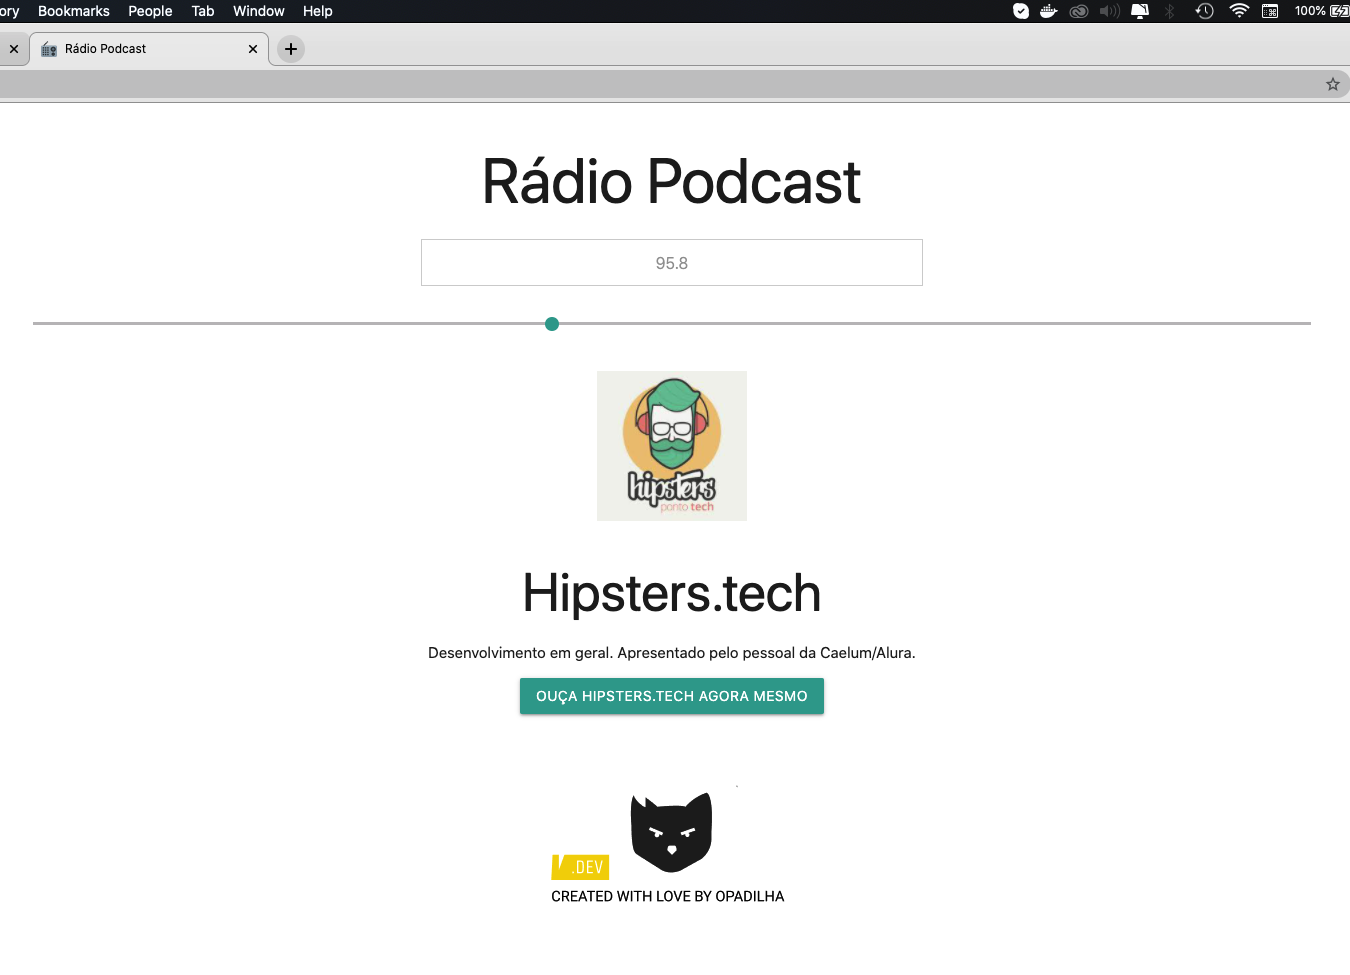 ory Bookmarks People Tab Window Help 100%
Rádio Podcast
Rádio Podcast
95.8
hipsters
ponto tech
Hipsters.tech
Desenvolvimento em geral. Apresentado pelo pessoal da Caelum/Alura.
OUÇA HIPSTERS.TECH AGORA MESMO
.DEV
CREATED WITH LOVE BY OPADILHA